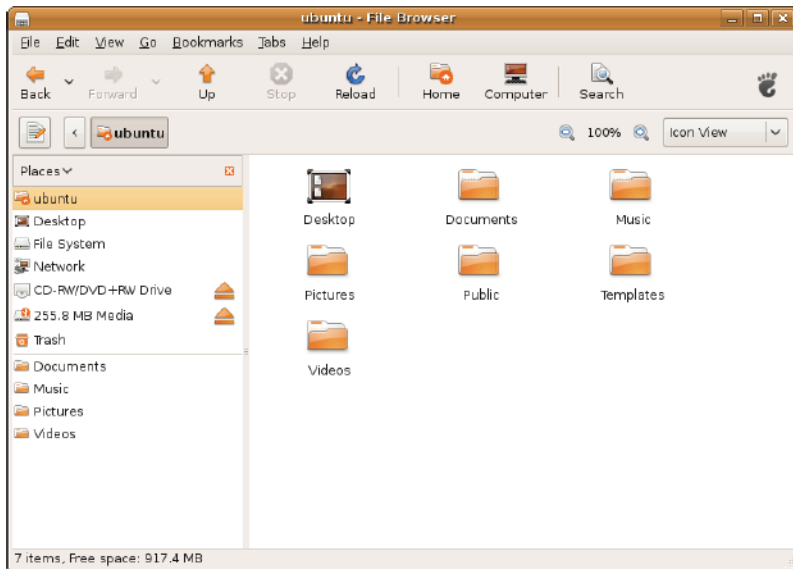 ubuntu - File Browser
File Edit View Go Bookmarks Tabs Help
Back Forward Up Stop Reload Home Computer Search
ubuntu 100% Icon View
Places
ubuntu
Desktop
File System
Network
CD-RW/DVD+RW Drive
255.8 MB Media
Trash
Documents
Music
Pictures
Videos
Desktop Documents Music
Pictures Public Templates
Videos
7 items, Free space: 917.4 MB